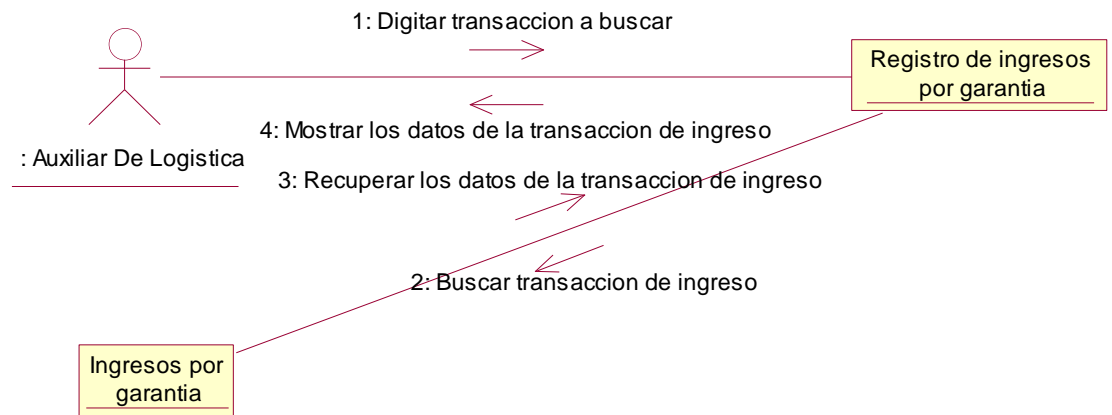 1: Digitar transaccion a buscar
Registro de ingresos
por garantia
4: Mostrar los datos de la transaccion de ingreso
: Auxiliar De Logistica
3: Recuperar los datos de la transaccion de ingreso
2: Buscar transaccion de ingreso
Ingresos por
garantia